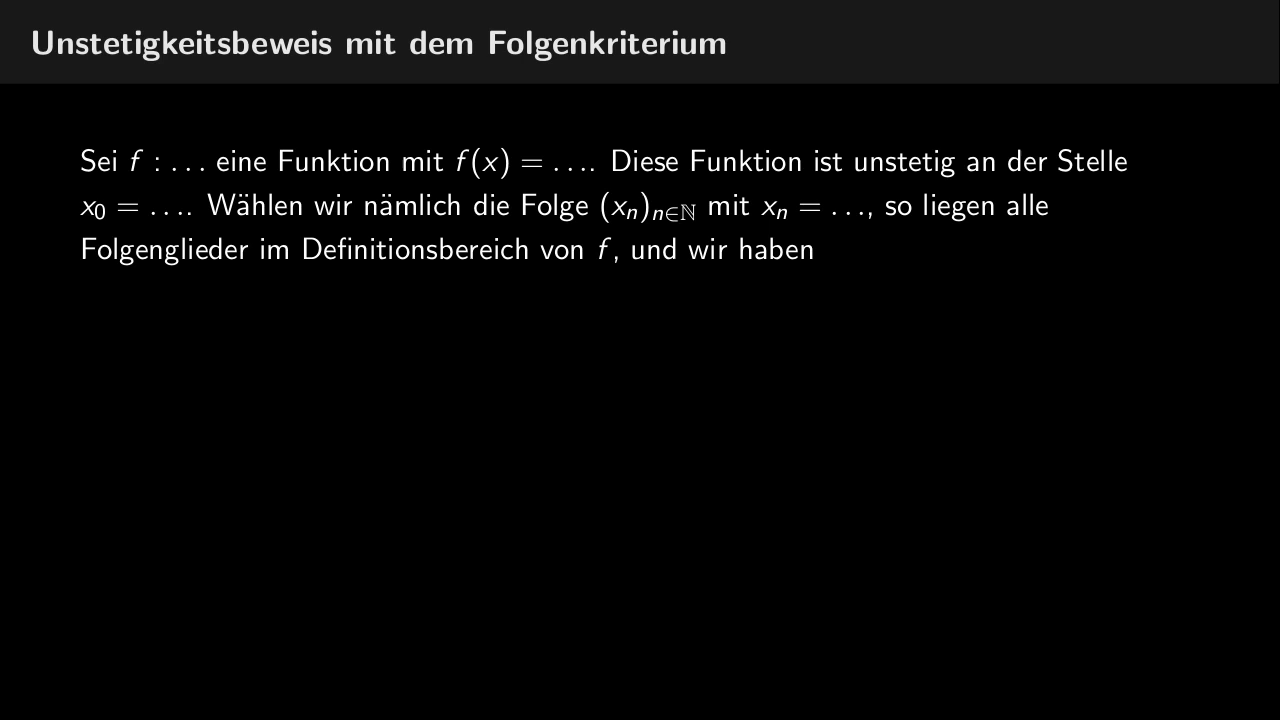 Unstetigkeitsbeweis mit dem Folgenkriterium
Sei f : … eine Funktion mit f(x) = …. Diese Funktion ist unstetig an der Stelle
x₀ = …. Wählen wir nämlich die Folge (xₙ)ₙ∈ℕ mit xₙ = …, so liegen alle
Folgenglieder im Definitionsbereich von f, und wir haben